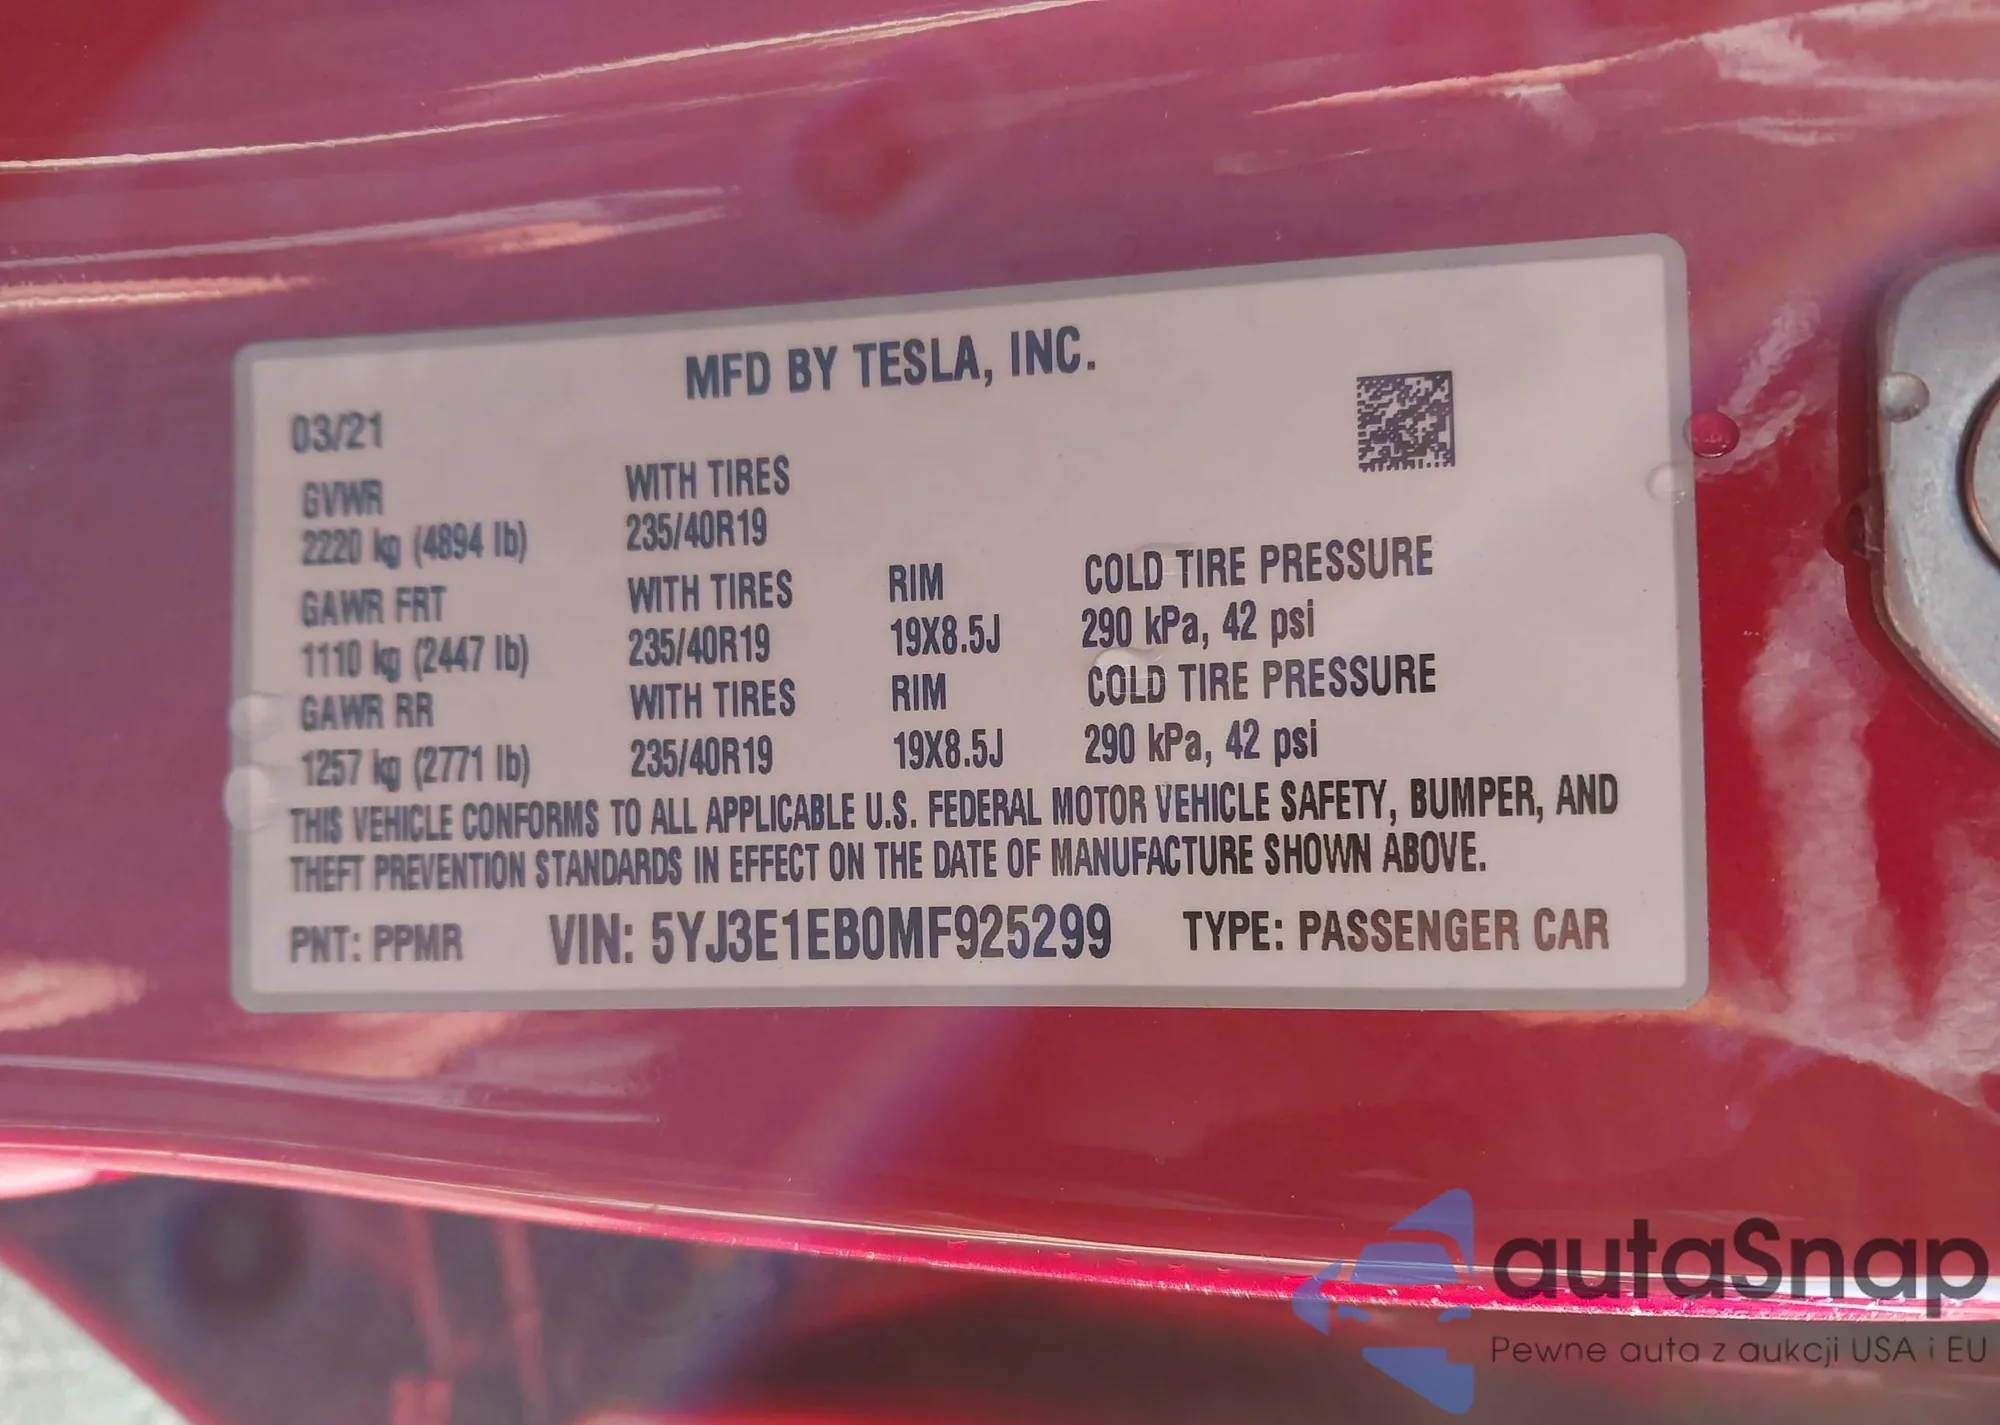 MFD BY TESLA, INC.
03/21
GVWR WITH TIRES
2220 kg (4894 lb) 235/40R19
GAWR FRT WITH TIRES RIM COLD TIRE PRESSURE
1110 kg (2447 lb) 235/40R19 19X8.5J 290 kPa, 42 psi
GAWR RR WITH TIRES RIM COLD TIRE PRESSURE
1257 kg (2771 lb) 235/40R19 19X8.5J 290 kPa, 42 psi
THIS VEHICLE CONFORMS TO ALL APPLICABLE U.S. FEDERAL MOTOR VEHICLE SAFETY, BUMPER, AND
THEFT PREVENTION STANDARDS IN EFFECT ON THE DATE OF MANUFACTURE SHOWN ABOVE.
PNT: PPMR VIN: 5YJ3E1EB0MF925299 TYPE: PASSENGER CAR
autaSnap
Pewne auta z aukcji USA i EU